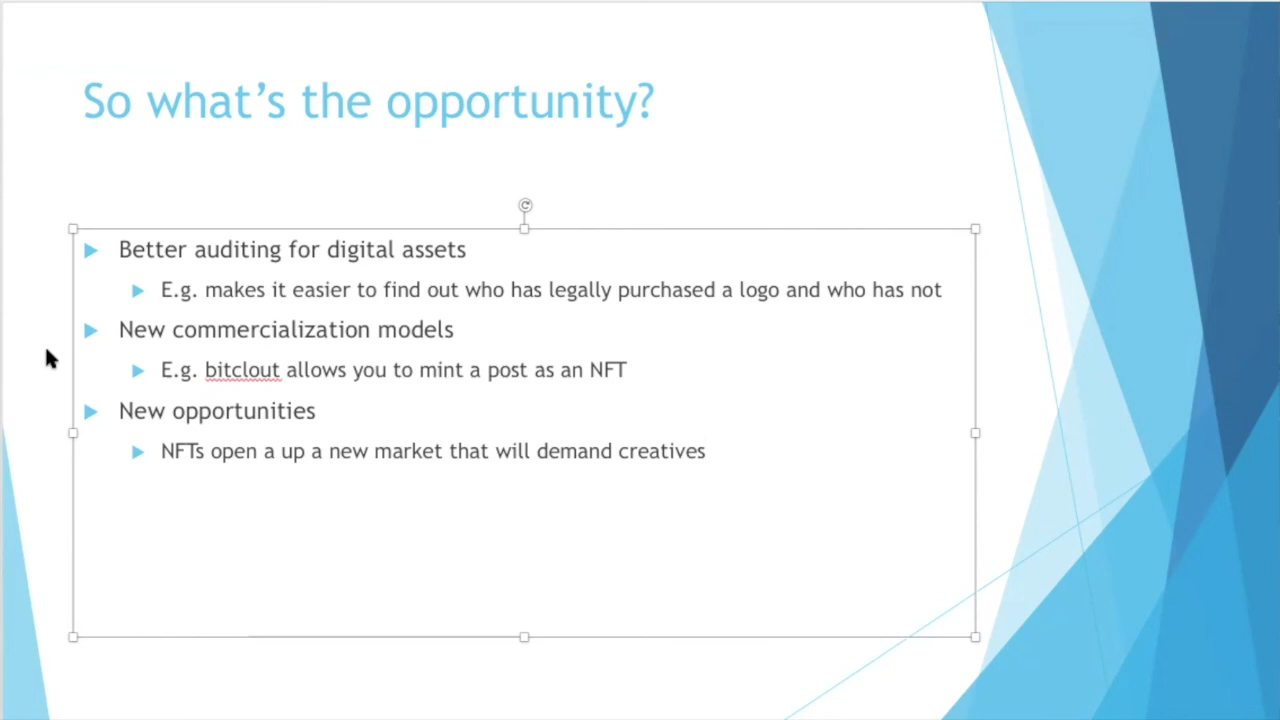 So what's the opportunity?
Better auditing for digital assets
E.g. makes it easier to find out who has legally purchased a logo and who has not
New commercialization models
E.g. bitclout allows you to mint a post as an NFT
New opportunities
NFTs open a up a new market that will demand creatives